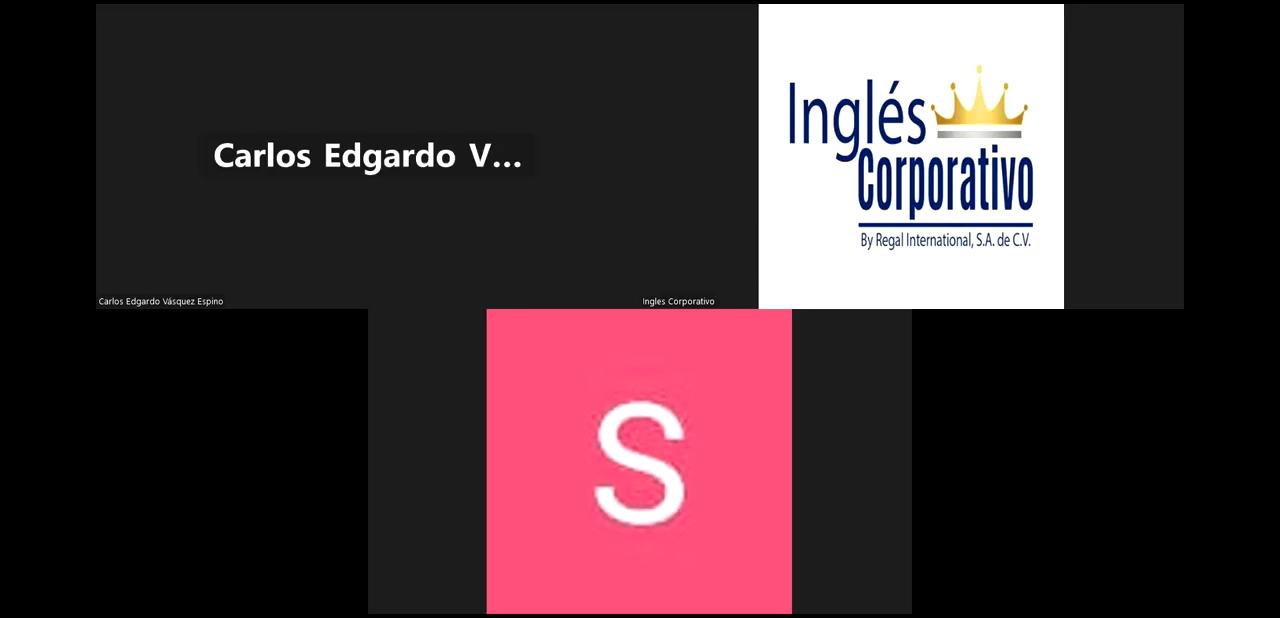 Carlos Edgardo V...
Carlos Edgardo Vásquez Espino
Inglés
Corporativo
By Regal International, S.A. de C.V.
Ingles Corporativo
S